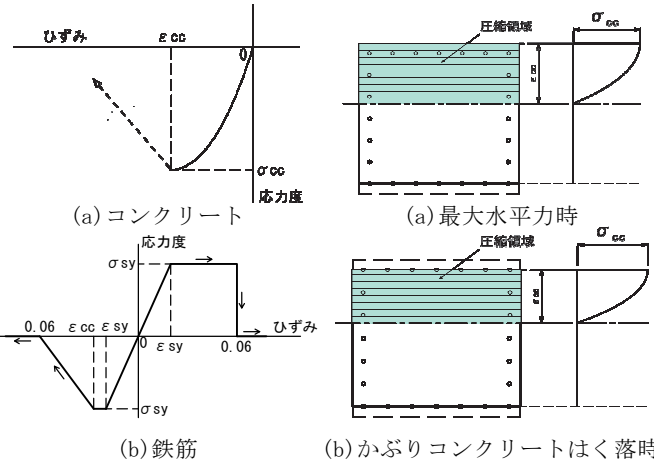 ひずみ
εcc
0
σcc
応力度
(a)コンクリート
圧縮領域
σcc
εcc
(a)最大水平力時
応力度
σsy
0.06
εcc
εsy
0
εsy
0.06
ひずみ
σsy
(b)鉄筋
圧縮領域
σcc
εcc
(b)かぶりコンクリートはく落時